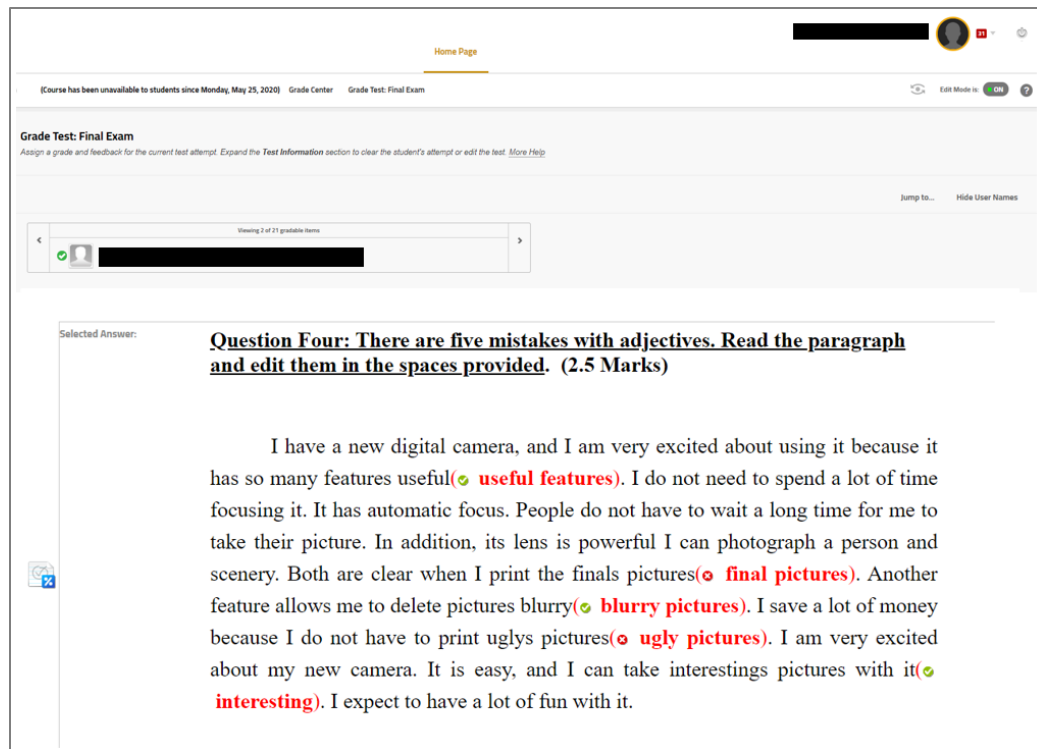 31
Home Page
(Course has been unavailable to students since Monday, May 25, 2020) Grade Center Grade Test: Final Exam
Edit Mode is: ON ?
Grade Test: Final Exam
Assign a grade and feedback for the current test attempt. Expand the Test Information section to clear the student's attempt or edit the test. More Help
Jump to... Hide User Names
Viewing 2 of 21 gradable items
Selected Answer:
Question Four: There are five mistakes with adjectives. Read the paragraph
and edit them in the spaces provided. (2.5 Marks)
I have a new digital camera, and I am very excited about using it because it
has so many features useful( useful features). I do not need to spend a lot of time
focusing it. It has automatic focus. People do not have to wait a long time for me to
take their picture. In addition, its lens is powerful I can photograph a person and
scenery. Both are clear when I print the finals pictures( final pictures). Another
feature allows me to delete pictures blurry( blurry pictures). I save a lot of money
because I do not have to print uglys pictures( ugly pictures). I am very excited
about my new camera. It is easy, and I can take interestings pictures with it(
interesting). I expect to have a lot of fun with it.